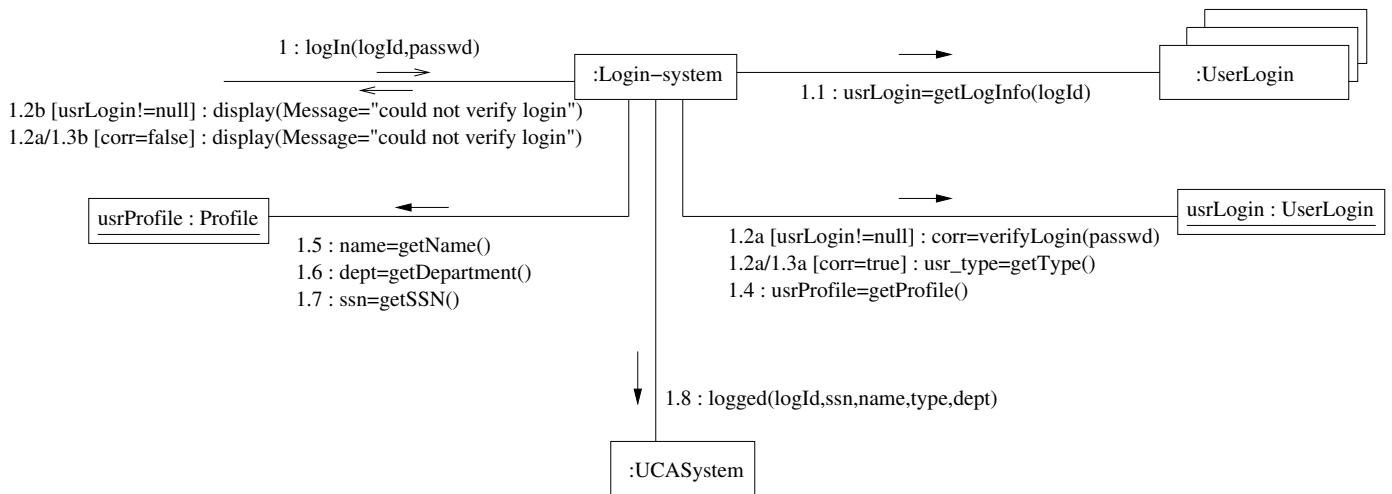 1 : logIn(logId,passwd)
:Login−system
:UserLogin
1.1 : usrLogin=getLogInfo(logId)
1.2b [usrLogin!=null] : display(Message="could not verify login")
1.2a/1.3b [corr=false] : display(Message="could not verify login")
usrProfile : Profile
usrLogin : UserLogin
1.5 : name=getName()
1.6 : dept=getDepartment()
1.7 : ssn=getSSN()
1.2a [usrLogin!=null] : corr=verifyLogin(passwd)
1.2a/1.3a [corr=true] : usr_type=getType()
1.4 : usrProfile=getProfile()
1.8 : logged(logId,ssn,name,type,dept)
:UCASystem